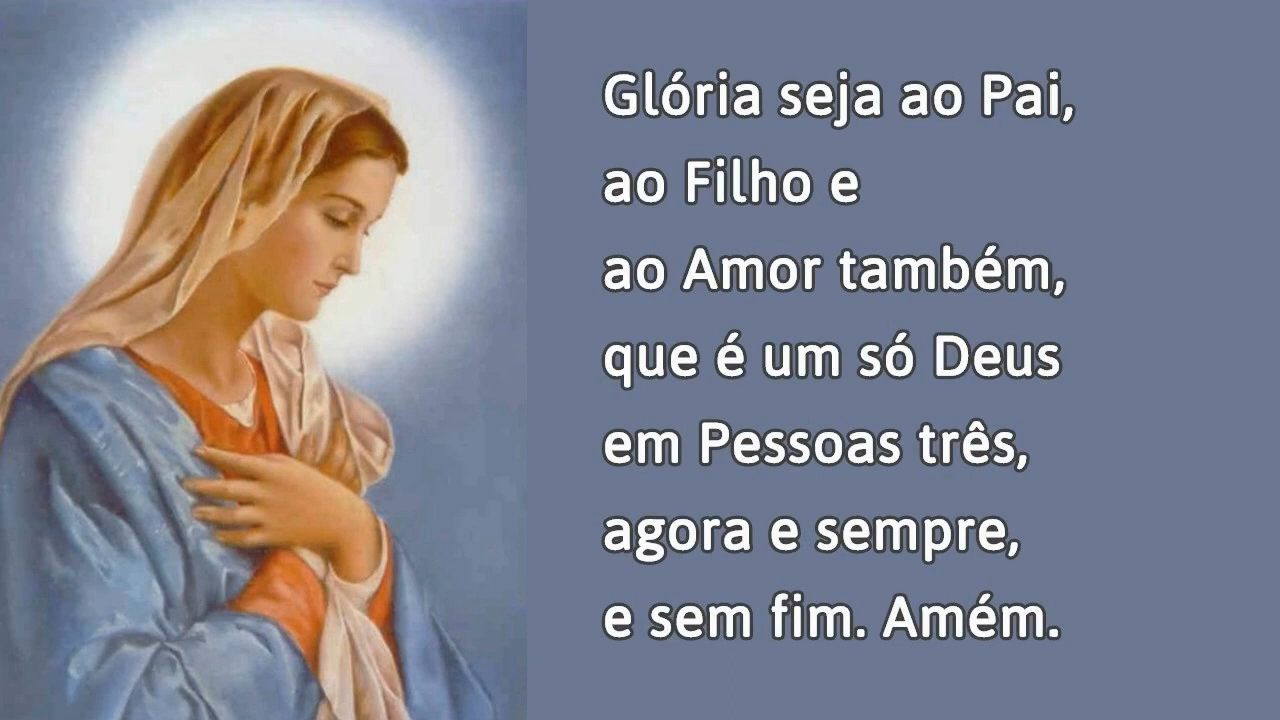 Glória seja ao Pai,
ao Filho e
ao Amor também,
que é um só Deus
em Pessoas três,
agora e sempre,
e sem fim. Amém.